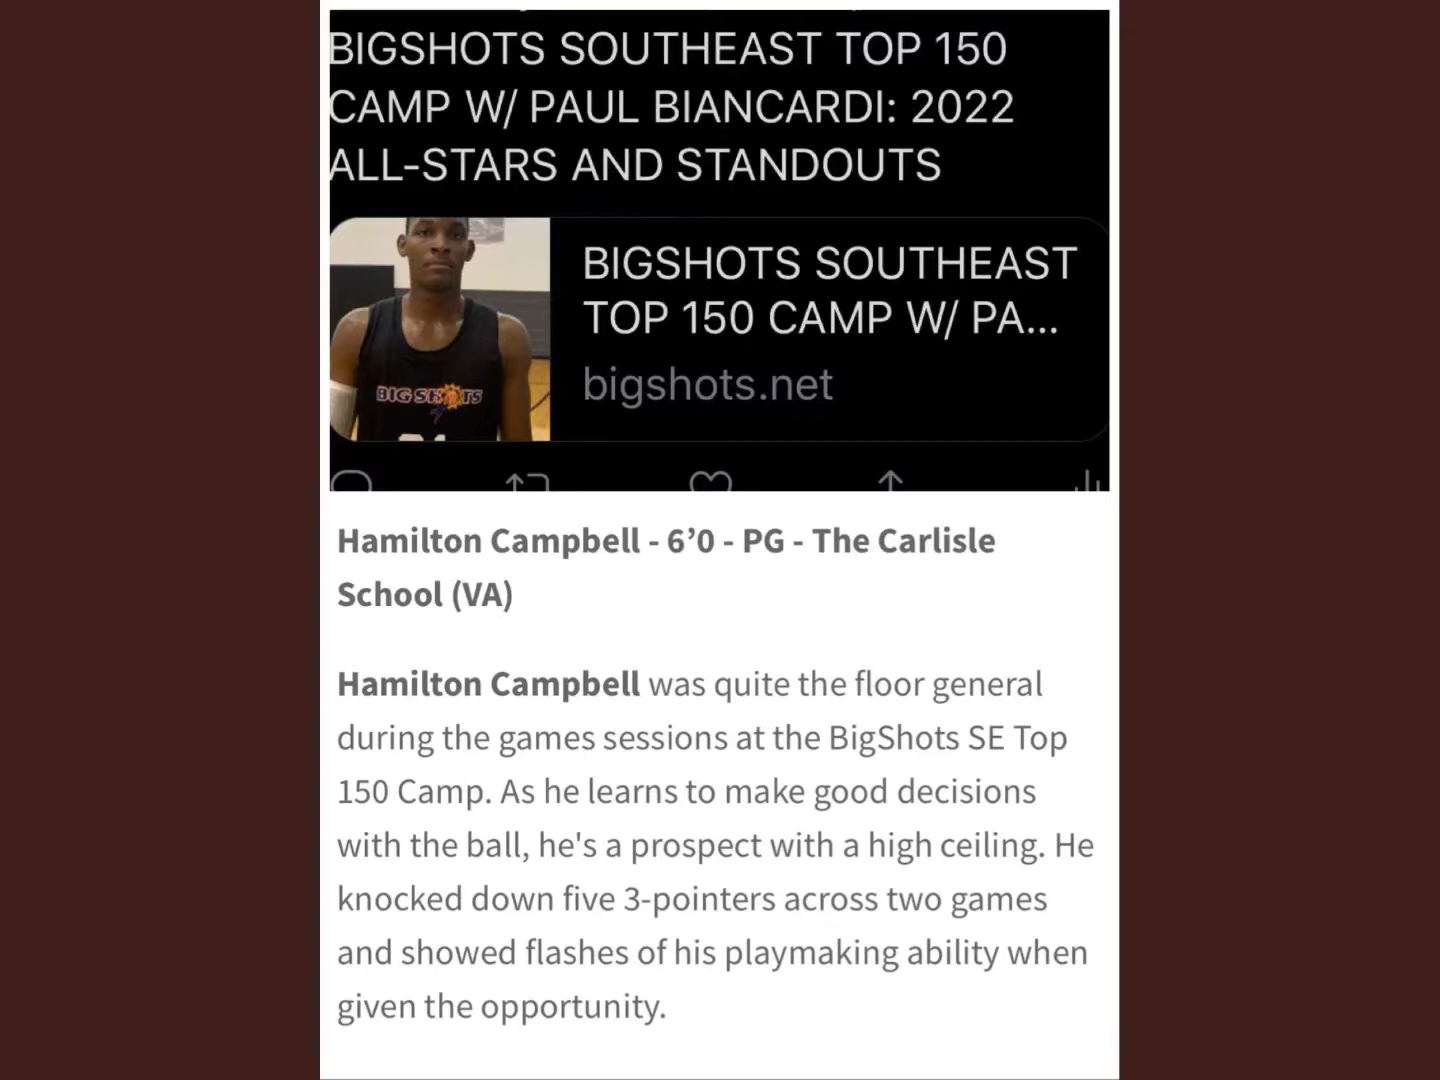 BIGSHOTS SOUTHEAST TOP 150
CAMP W/ PAUL BIANCARDI: 2022
ALL-STARS AND STANDOUTS
BIGSHOTS SOUTHEAST
TOP 150 CAMP W/ PA...
bigshots.net
BIG SHOTS
Hamilton Campbell - 6’0 - PG - The Carlisle
School (VA)
Hamilton Campbell was quite the floor general
during the games sessions at the BigShots SE Top
150 Camp. As he learns to make good decisions
with the ball, he's a prospect with a high ceiling. He
knocked down five 3-pointers across two games
and showed flashes of his playmaking ability when
given the opportunity.